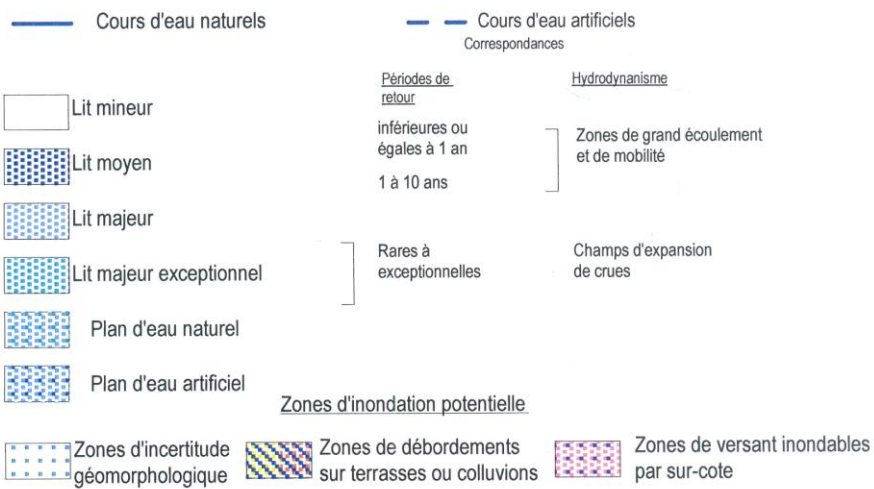 Cours d'eau naturels
Cours d'eau artificiels
Correspondances
Périodes de
retour
Hydrodynanisme
Lit mineur
inférieures ou
égales à 1 an
Zones de grand écoulement
et de mobilité
Lit moyen
1 à 10 ans
Lit majeur
Rares à
exceptionnelles
Champs d'expansion
de crues
Lit majeur exceptionnel
Plan d'eau naturel
Plan d'eau artificiel
Zones d'inondation potentielle
Zones d'incertitude
géomorphologique
Zones de débordements
sur terrasses ou colluvions
Zones de versant inondables
par sur-cote